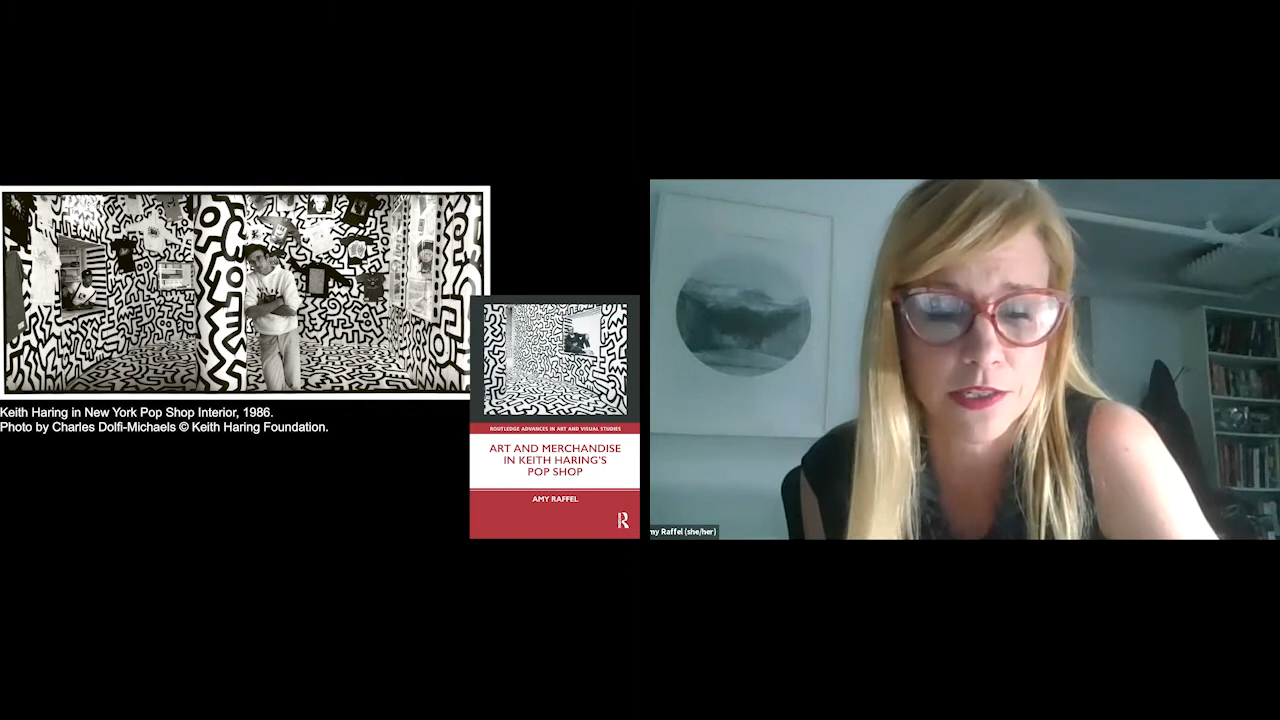 Keith Haring in New York Pop Shop Interior, 1986.
Photo by Charles Dolfi-Michaels © Keith Haring Foundation.
ROUTLEDGE ADVANCES IN ART AND VISUAL STUDIES
ART AND MERCHANDISE
IN KEITH HARING'S
POP SHOP
AMY RAFFEL
R
my Raffel (she/her)